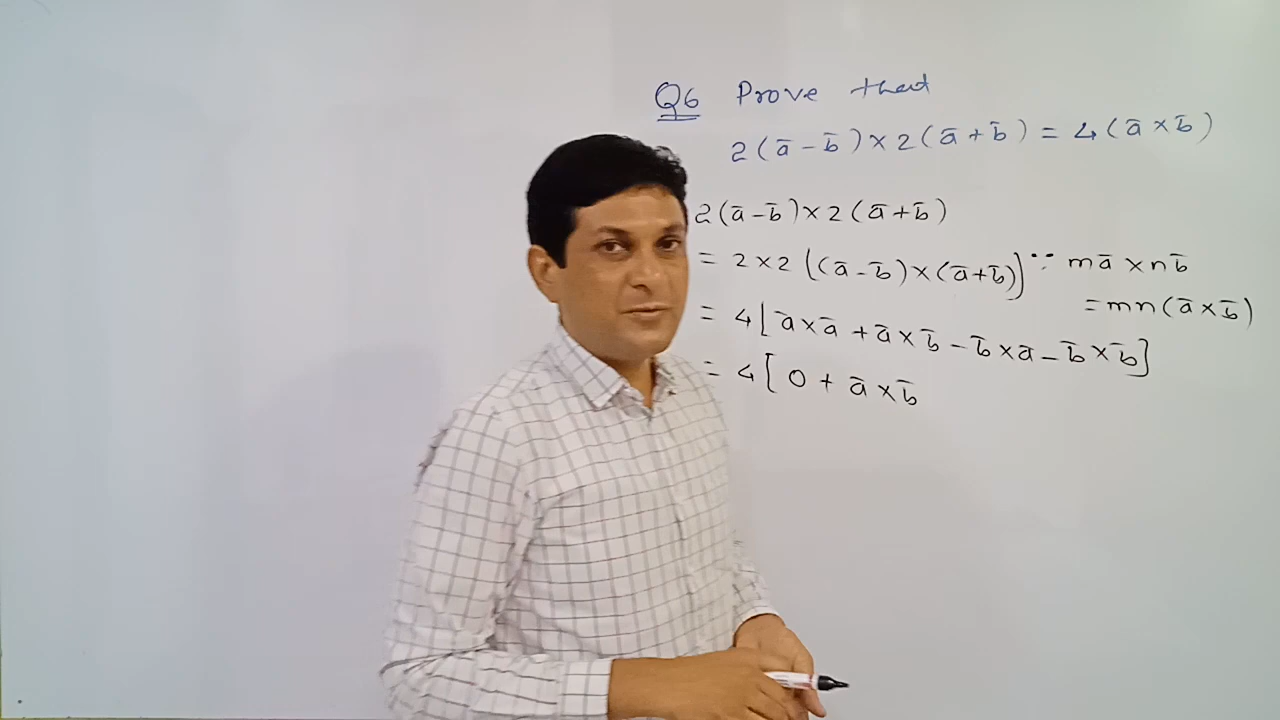 Q6 Prove that
2(ā - b̄) × 2(ā + b̄) = 4(ā × b̄)
2(ā - b̄) × 2(ā + b̄)
= 2 × 2 [(ā - b̄) × (ā + b̄)] ∵ mā × nb̄
= mn(ā × b̄)
= 4[ā × ā + ā × b̄ - b̄ × ā - b̄ × b̄]
= 4[0 + ā × b̄